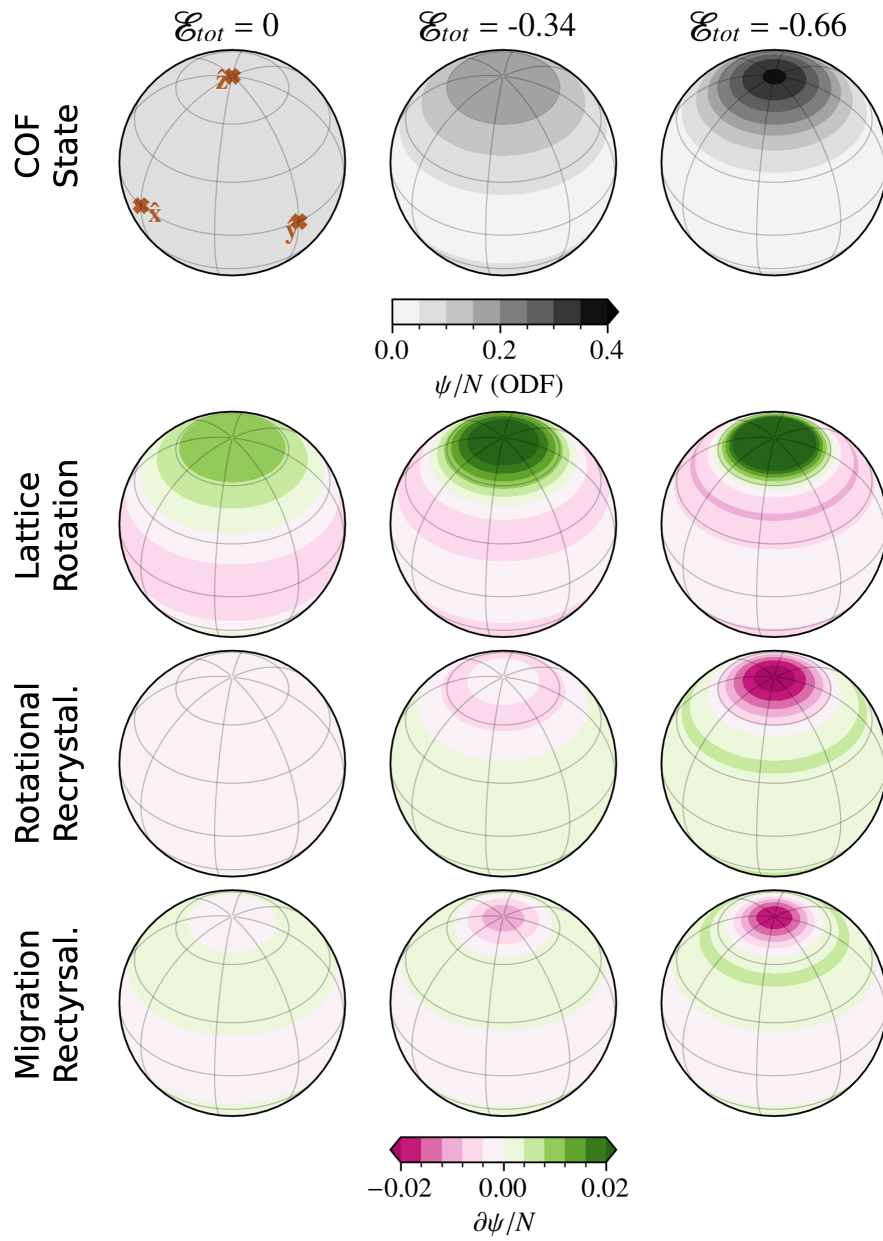 ℰtot = 0
ℰtot = -0.34
ℰtot = -0.66
COF
State
ẑ
x̂
ŷ
0.0 0.2 0.4
ψ/N (ODF)
Lattice
Rotation
Rotational
Recrystal.
Migration
Rectyrsal.
−0.02 0.00 0.02
∂ψ/N